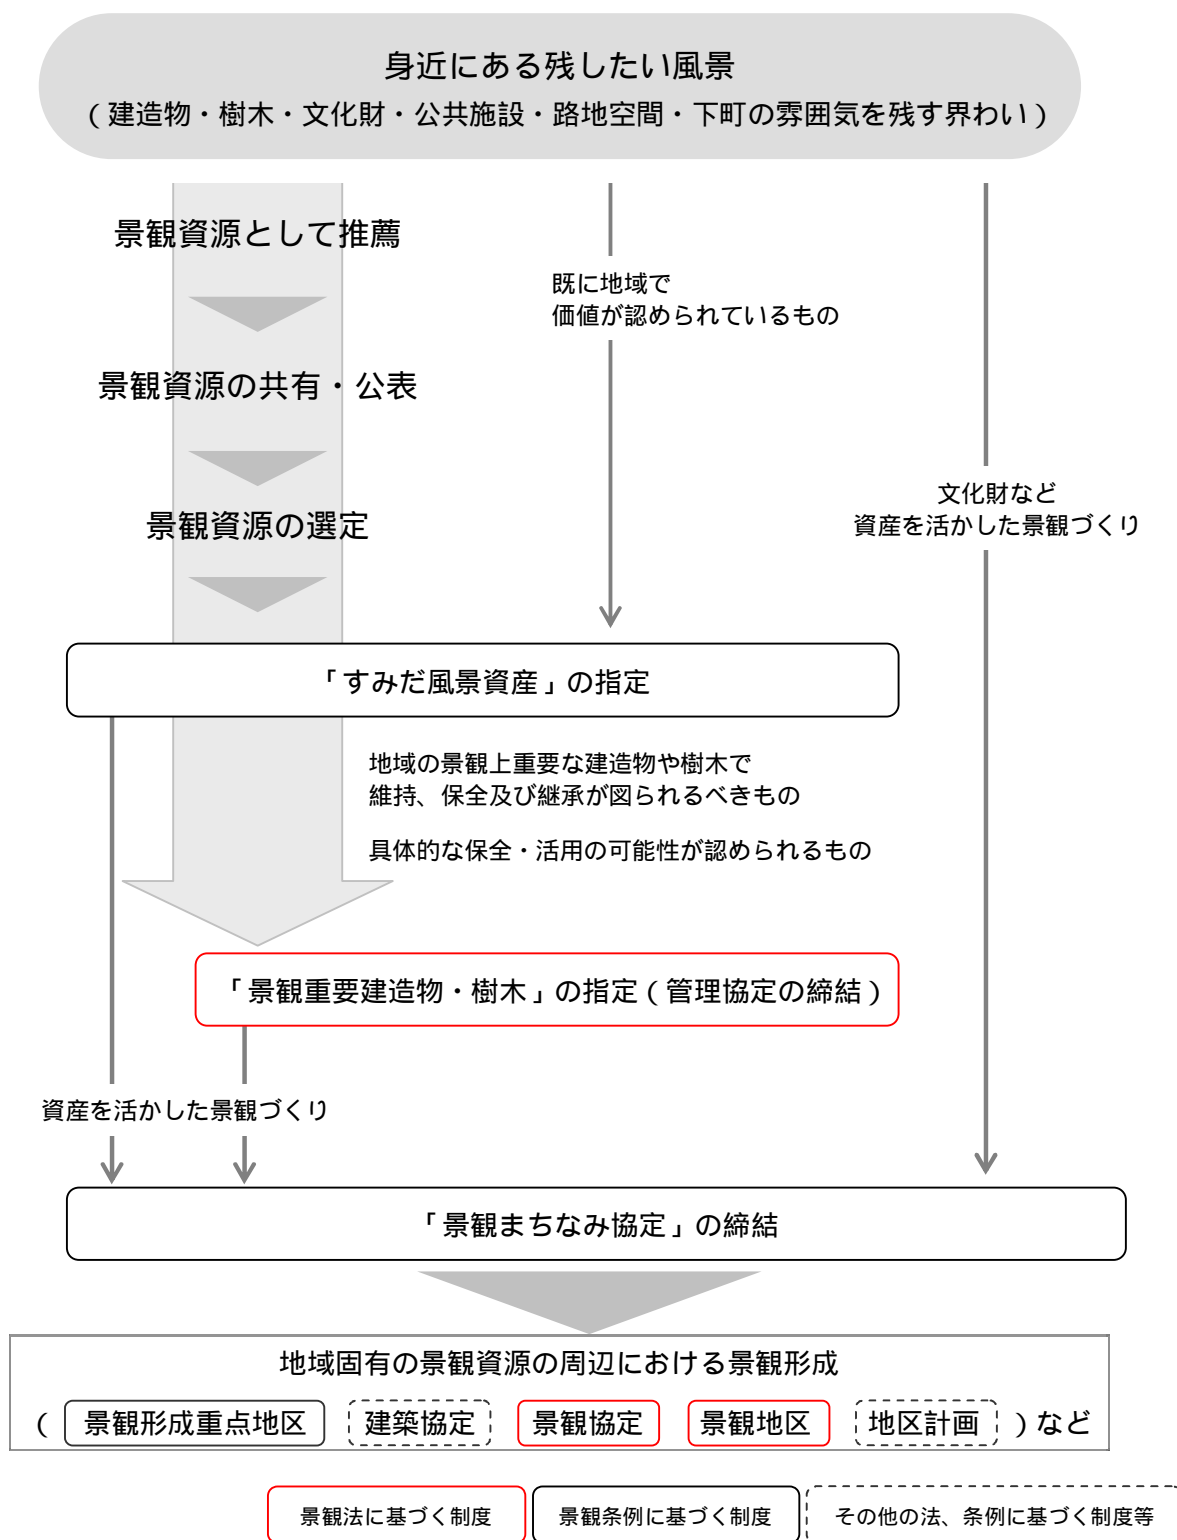 身近にある残したい風景
（建造物・樹木・文化財・公共施設・路地空間・下町の雰囲気を残す界わい）
景観資源として推薦
既に地域で
価値が認められているもの
景観資源の共有・公表
文化財など
資産を活かした景観づくり
景観資源の選定
「すみだ風景資産」の指定
地域の景観上重要な建造物や樹木で
維持、保全及び継承が図られるべきもの
具体的な保全・活用の可能性が認められるもの
「景観重要建造物・樹木」の指定（管理協定の締結）
資産を活かした景観づくり
「景観まちなみ協定」の締結
地域固有の景観資源の周辺における景観形成
（ 景観形成重点地区 建築協定 景観協定 景観地区 地区計画 ）など
景観法に基づく制度 景観条例に基づく制度 その他の法、条例に基づく制度等